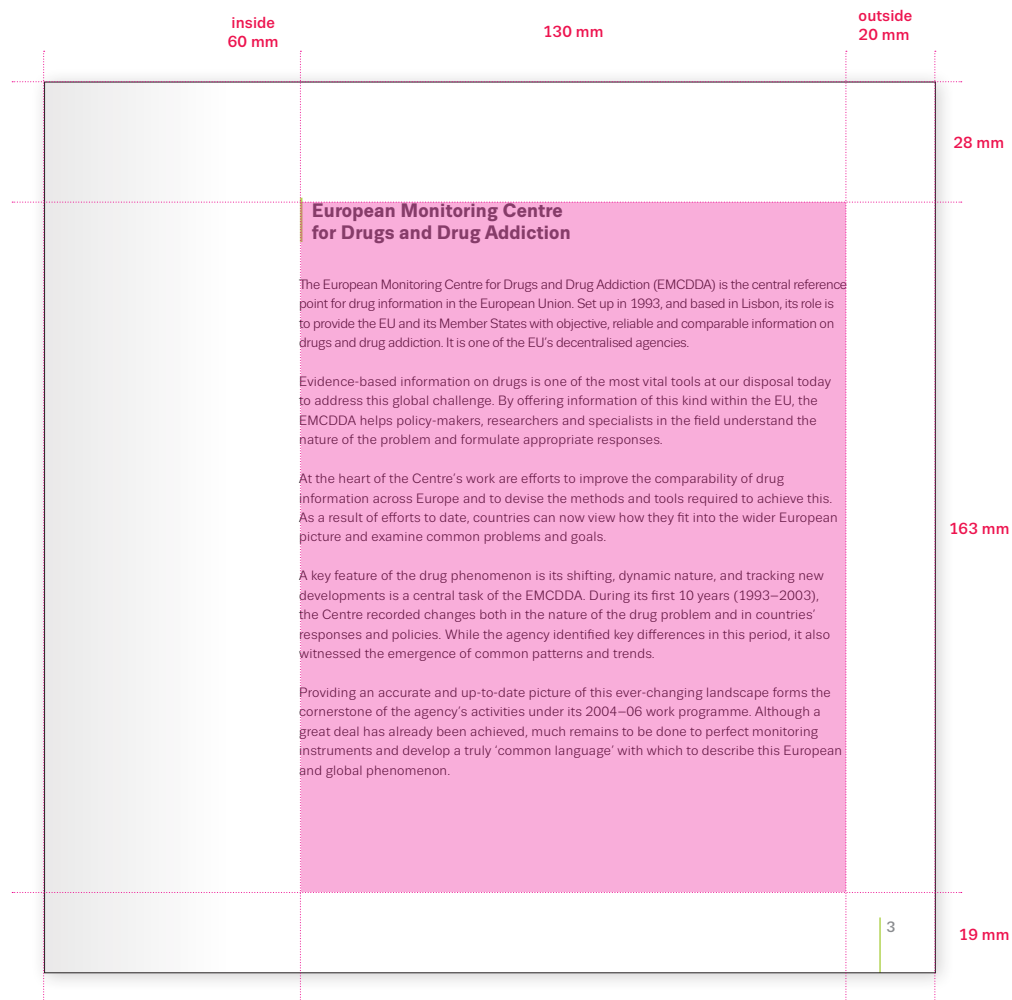 inside
60 mm
130 mm
outside
20 mm
28 mm
European Monitoring Centre
for Drugs and Drug Addiction
The European Monitoring Centre for Drugs and Drug Addiction (EMCDDA) is the central reference
point for drug information in the European Union. Set up in 1993, and based in Lisbon, its role is
to provide the EU and its Member States with objective, reliable and comparable information on
drugs and drug addiction. It is one of the EU’s decentralised agencies.
Evidence-based information on drugs is one of the most vital tools at our disposal today
to address this global challenge. By offering information of this kind within the EU, the
EMCDDA helps policy-makers, researchers and specialists in the field understand the
nature of the problem and formulate appropriate responses.
At the heart of the Centre’s work are efforts to improve the comparability of drug
information across Europe and to devise the methods and tools required to achieve this.
As a result of efforts to date, countries can now view how they fit into the wider European
picture and examine common problems and goals.
163 mm
A key feature of the drug phenomenon is its shifting, dynamic nature, and tracking new
developments is a central task of the EMCDDA. During its first 10 years (1993–2003),
the Centre recorded changes both in the nature of the drug problem and in countries’
responses and policies. While the agency identified key differences in this period, it also
witnessed the emergence of common patterns and trends.
Providing an accurate and up-to-date picture of this ever-changing landscape forms the
cornerstone of the agency’s activities under its 2004–06 work programme. Although a
great deal has already been achieved, much remains to be done to perfect monitoring
instruments and develop a truly ‘common language’ with which to describe this European
and global phenomenon.
3
19 mm